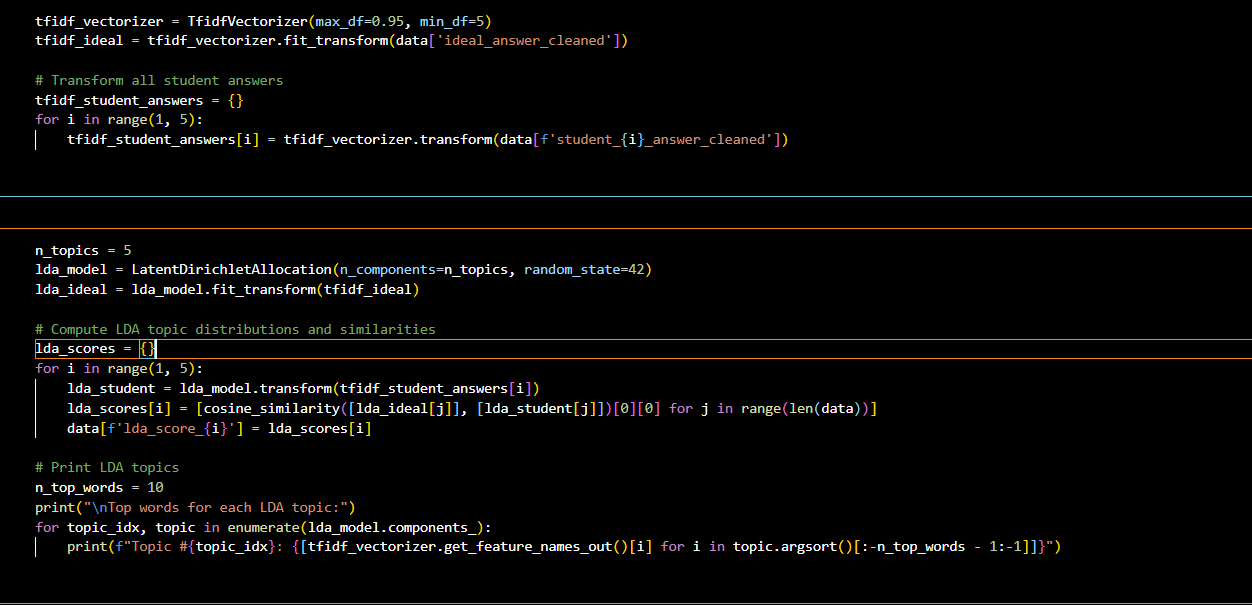 tfidf_vectorizer = TfidfVectorizer(max_df=0.95, min_df=5)
tfidf_ideal = tfidf_vectorizer.fit_transform(data['ideal_answer_cleaned'])
# Transform all student answers
tfidf_student_answers = {}
for i in range(1, 5):
    tfidf_student_answers[i] = tfidf_vectorizer.transform(data[f'student_{i}_answer_cleaned'])
n_topics = 5
lda_model = LatentDirichletAllocation(n_components=n_topics, random_state=42)
lda_ideal = lda_model.fit_transform(tfidf_ideal)
# Compute LDA topic distributions and similarities
lda_scores = {}
for i in range(1, 5):
    lda_student = lda_model.transform(tfidf_student_answers[i])
    lda_scores[i] = [cosine_similarity([lda_ideal[j]], [lda_student[j]])[0][0] for j in range(len(data))]
    data[f'lda_score_{i}'] = lda_scores[i]
# Print LDA topics
n_top_words = 10
print("\nTop words for each LDA topic:")
for topic_idx, topic in enumerate(lda_model.components_):
    print(f"Topic #{topic_idx}: {[tfidf_vectorizer.get_feature_names_out()[i] for i in topic.argsort()[:-n_top_words - 1:-1]]}")